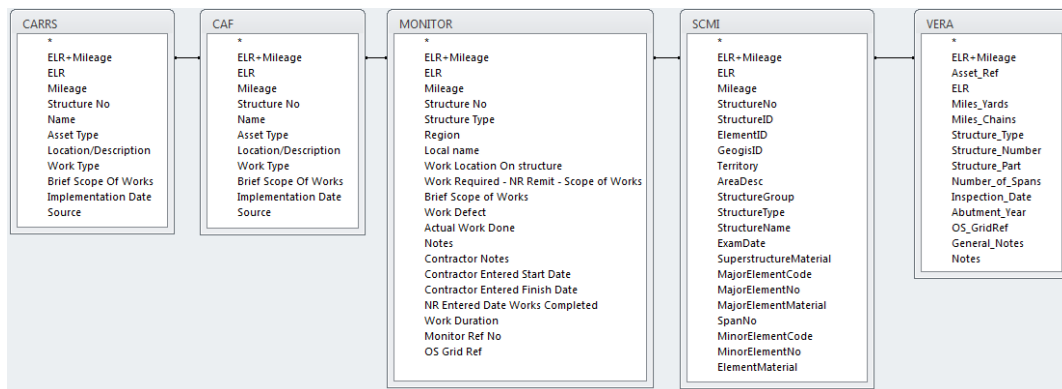 CARRS
*
ELR+Mileage
ELR
Mileage
Structure No
Name
Asset Type
Location/Description
Work Type
Brief Scope Of Works
Implementation Date
Source
CAF
*
ELR+Mileage
ELR
Mileage
Structure No
Name
Asset Type
Location/Description
Work Type
Brief Scope Of Works
Implementation Date
Source
MONITOR
*
ELR+Mileage
ELR
Mileage
Structure No
Structure Type
Region
Local name
Work Location On structure
Work Required - NR Remit - Scope of Works
Brief Scope of Works
Work Defect
Actual Work Done
Notes
Contractor Notes
Contractor Entered Start Date
Contractor Entered Finish Date
NR Entered Date Works Completed
Work Duration
Monitor Ref No
OS Grid Ref
SCMI
*
ELR+Mileage
ELR
Mileage
StructureNo
StructureID
ElementID
GeogisID
Territory
AreaDesc
StructureGroup
StructureType
StructureName
ExamDate
SuperstructureMaterial
MajorElementCode
MajorElementNo
MajorElementMaterial
SpanNo
MinorElementCode
MinorElementNo
ElementMaterial
VERA
*
ELR+Mileage
Asset_Ref
ELR
Miles_Yards
Miles_Chains
Structure_Type
Structure_Number
Structure_Part
Number_of_Spans
Inspection_Date
Abutment_Year
OS_GridRef
General_Notes
Notes